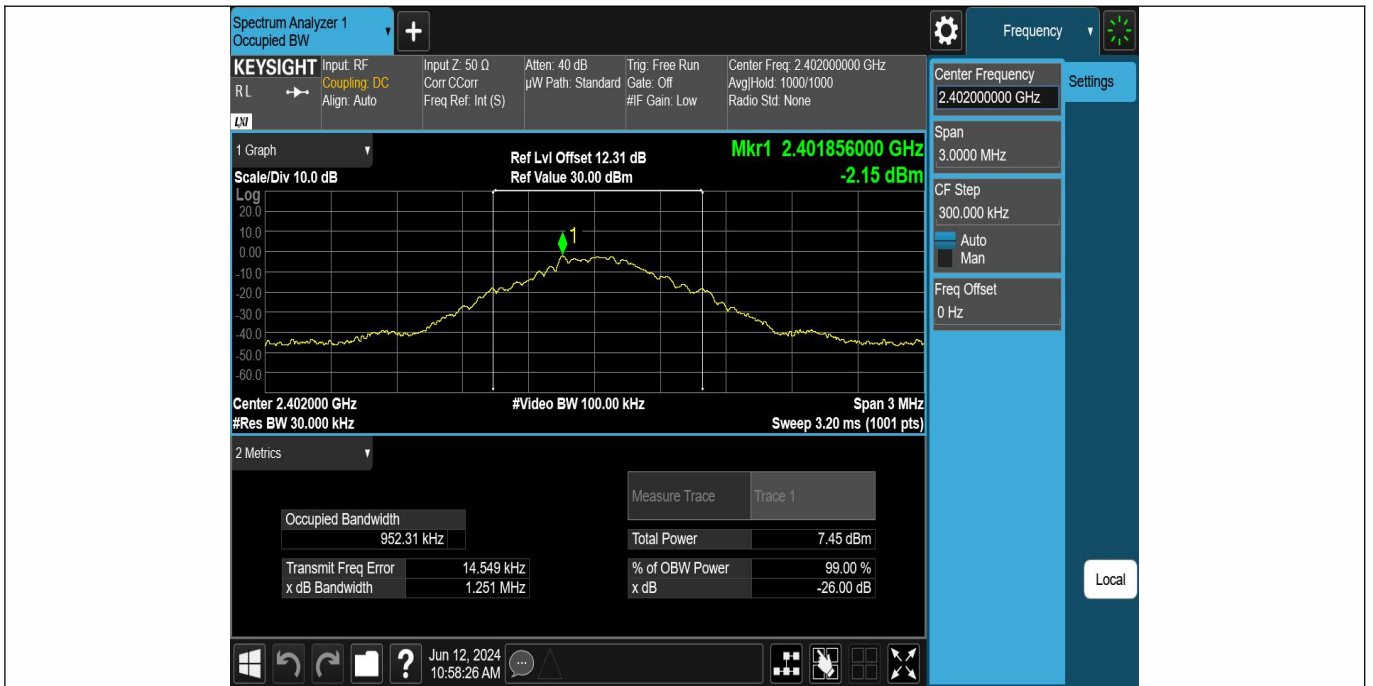 Spectrum Analyzer 1
Occupied BW
+
Frequency
KEYSIGHT
RL
LXI
Input: RF
Coupling: DC
Align: Auto
Input Z: 50 Ω
Corr CCorr
Freq Ref: Int (S)
Atten: 40 dB
µW Path: Standard
Trig: Free Run
Gate: Off
#IF Gain: Low
Center Freq: 2.402000000 GHz
Avg|Hold: 1000/1000
Radio Std: None
Center Frequency
2.402000000 GHz
Settings
Span
3.0000 MHz
CF Step
300.000 kHz
Auto
Man
Freq Offset
0 Hz
Local
1 Graph
Scale/Div 10.0 dB
Ref Lvl Offset 12.31 dB
Ref Value 30.00 dBm
Mkr1 2.401856000 GHz
-2.15 dBm
Log
20.0
10.0
0.00
-10.0
-20.0
-30.0
-40.0
-50.0
-60.0
1
Center 2.402000 GHz
#Video BW 100.00 kHz
Span 3 MHz
#Res BW 30.000 kHz
Sweep 3.20 ms (1001 pts)
2 Metrics
Measure Trace Trace 1
Occupied Bandwidth
952.31 kHz
Total Power 7.45 dBm
Transmit Freq Error 14.549 kHz
% of OBW Power 99.00 %
x dB Bandwidth 1.251 MHz
x dB -26.00 dB
?
Jun 12, 2024
10:58:26 AM